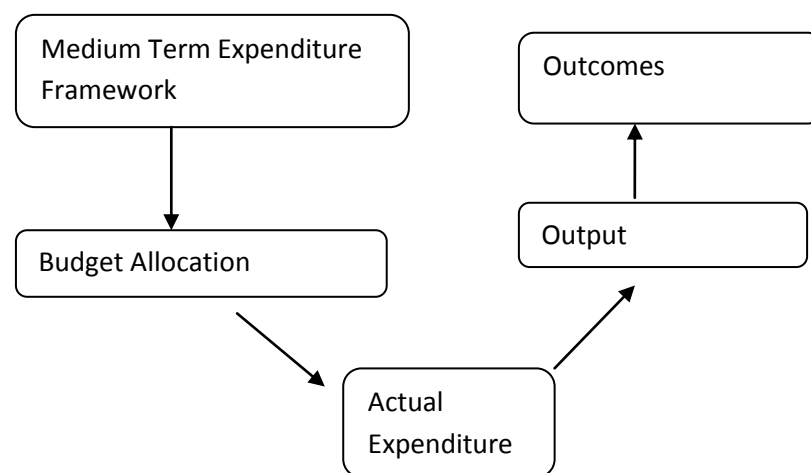 Medium Term Expenditure
Framework
Outcomes
Budget Allocation
Output
Actual
Expenditure